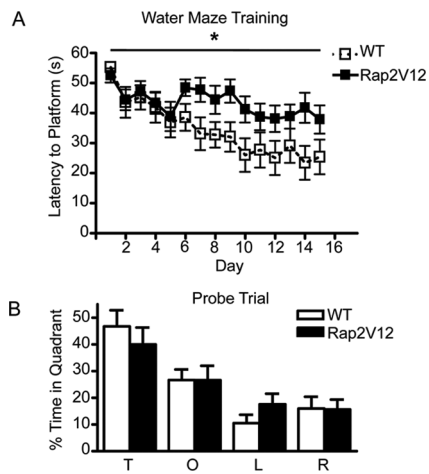 A
Water Maze Training
*
WT
Rap2V12
Latency to Platform (s)
60
50
40
30
20
10
0
2 4 6 8 10 12 14 16
Day
B
Probe Trial
WT
Rap2V12
% Time in Quadrant
50
40
30
20
10
0
T O L R